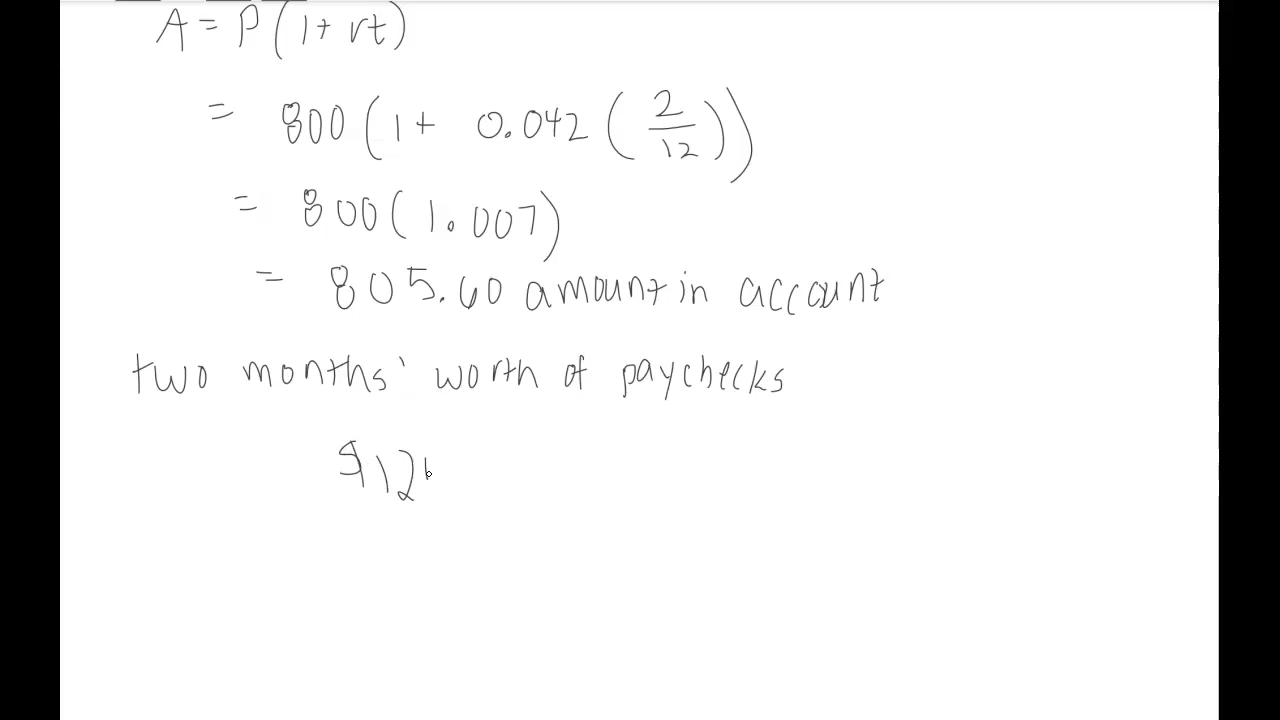 A = P(1 + rt)
= 800(1 + 0.042(2/12))
= 800(1.007)
= 805.60 amount in account
two months' worth of paychecks
$12